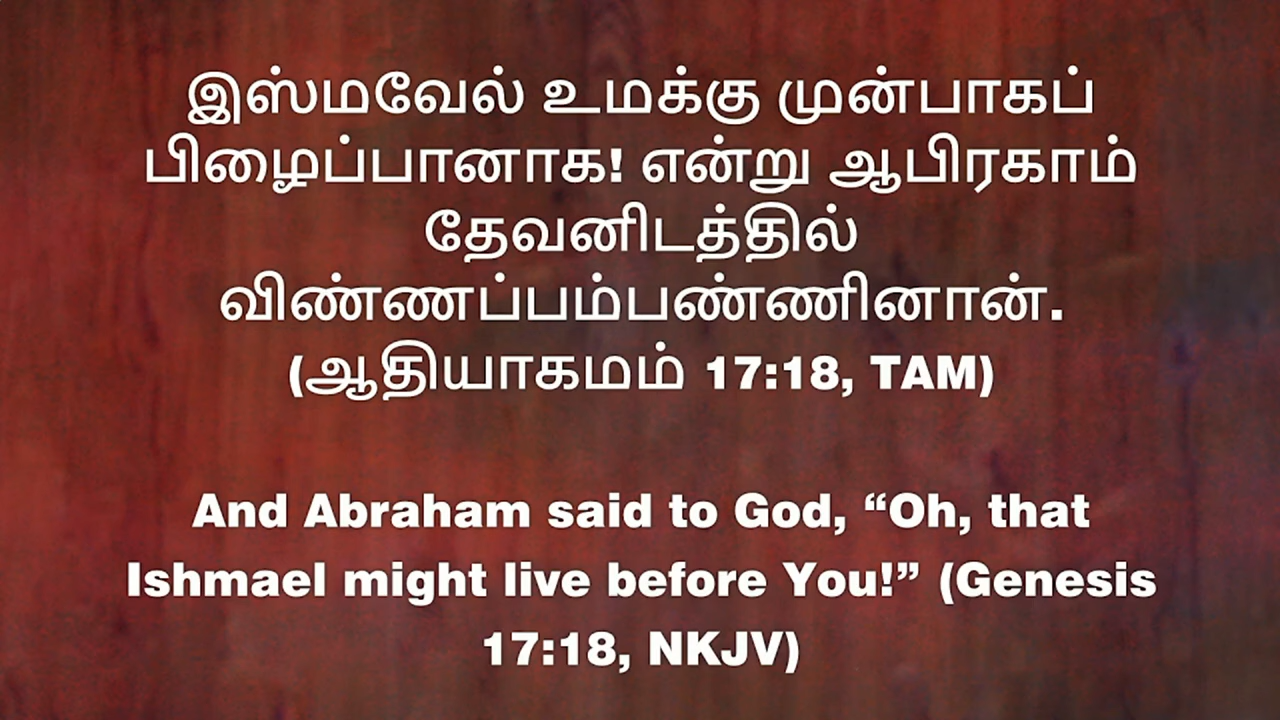 இஸ்மவேல் உமக்கு முன்பாகப்
பிழைப்பானாக! என்று ஆபிரகாம்
தேவனிடத்தில்
விண்ணப்பம்பண்ணினான்.
(ஆதியாகமம் 17:18, TAM)
And Abraham said to God, “Oh, that
Ishmael might live before You!” (Genesis
17:18, NKJV)